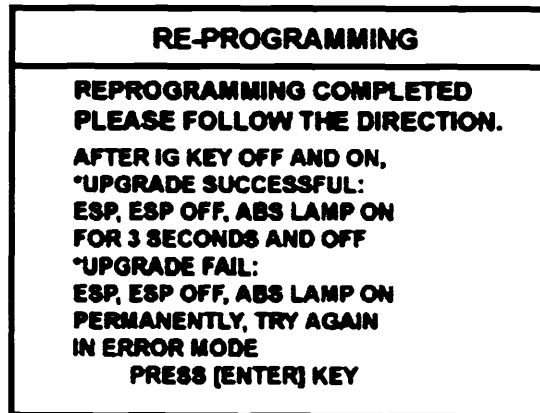 RE-PROGRAMMING
REPROGRAMMING COMPLETED
PLEASE FOLLOW THE DIRECTION.
AFTER IG KEY OFF AND ON,
*UPGRADE SUCCESSFUL:
ESP, ESP OFF, ABS LAMP ON
FOR 3 SECONDS AND OFF
*UPGRADE FAIL:
ESP, ESP OFF, ABS LAMP ON
PERMANENTLY, TRY AGAIN
IN ERROR MODE
PRESS [ENTER] KEY